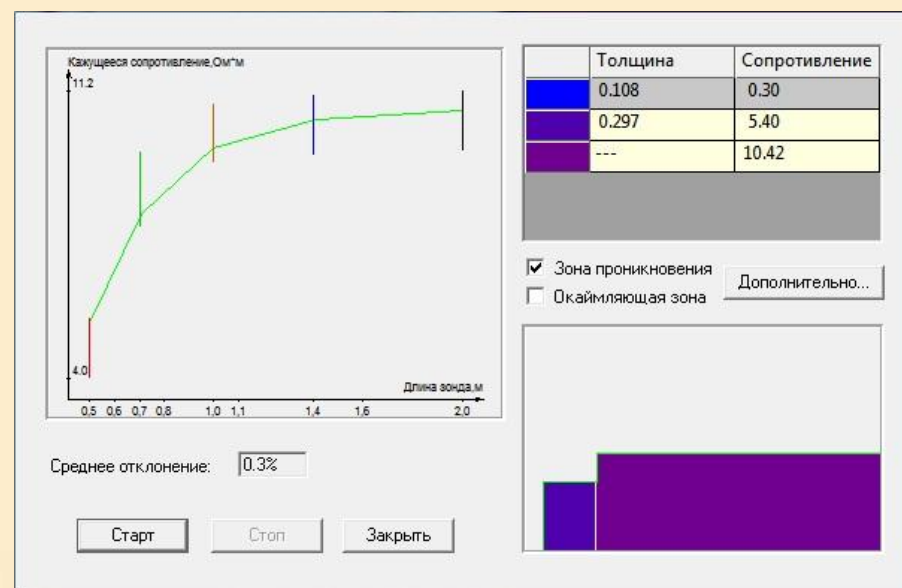 Кажущееся сопротивление,Ом*м
11.2
4.0
Длина зонда,м
0,5 0,6 0,7 0,8 1,0 1,1 1,4 1,6 2,0
Среднее отклонение: 0.3%
Старт Стоп Закрыть
Толщина Сопротивление
0.108 0.30
0.297 5.40
--- 10.42
Зона проникновения
Окаймляющая зона
Дополнительно...